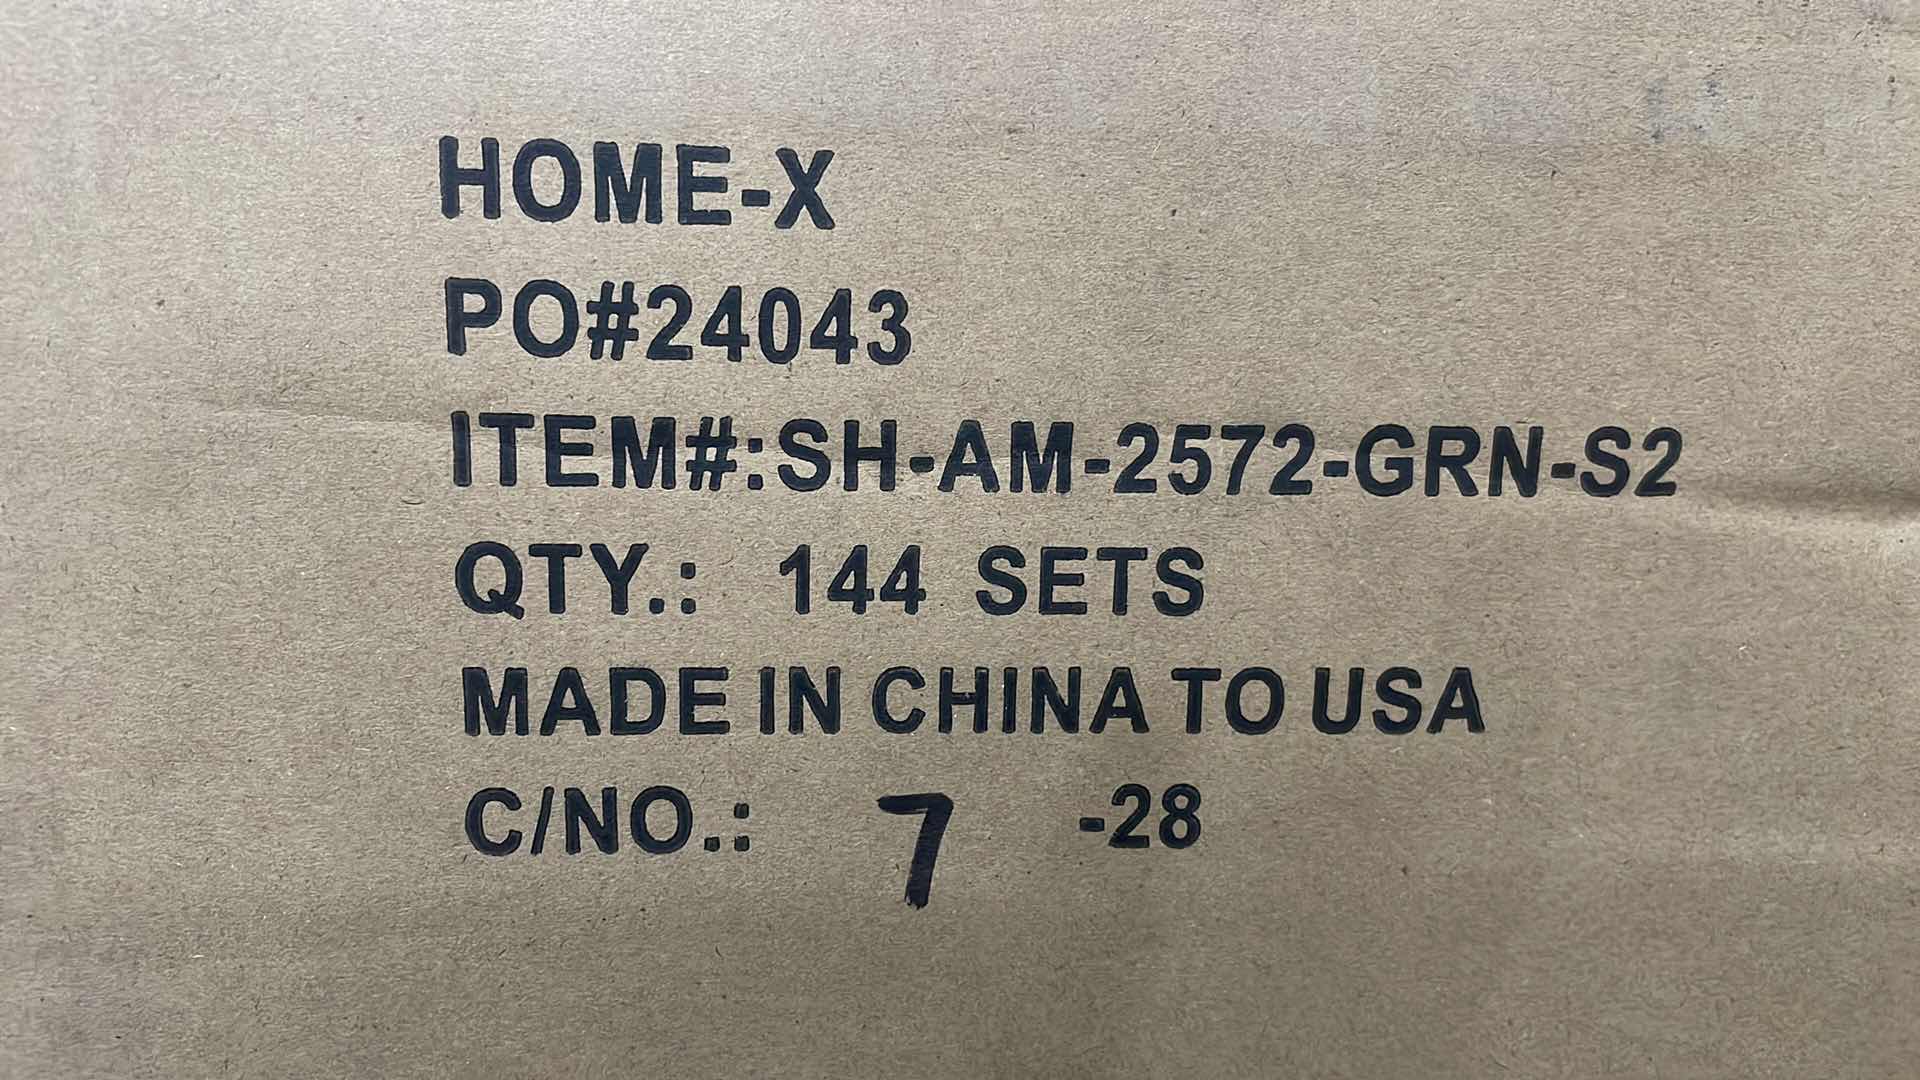 HOME-X
PO#24043
ITEM#:SH-AM-2572-GRN-S2
QTY.: 144 SETS
MADE IN CHINA TO USA
C/NO.: 7 -28